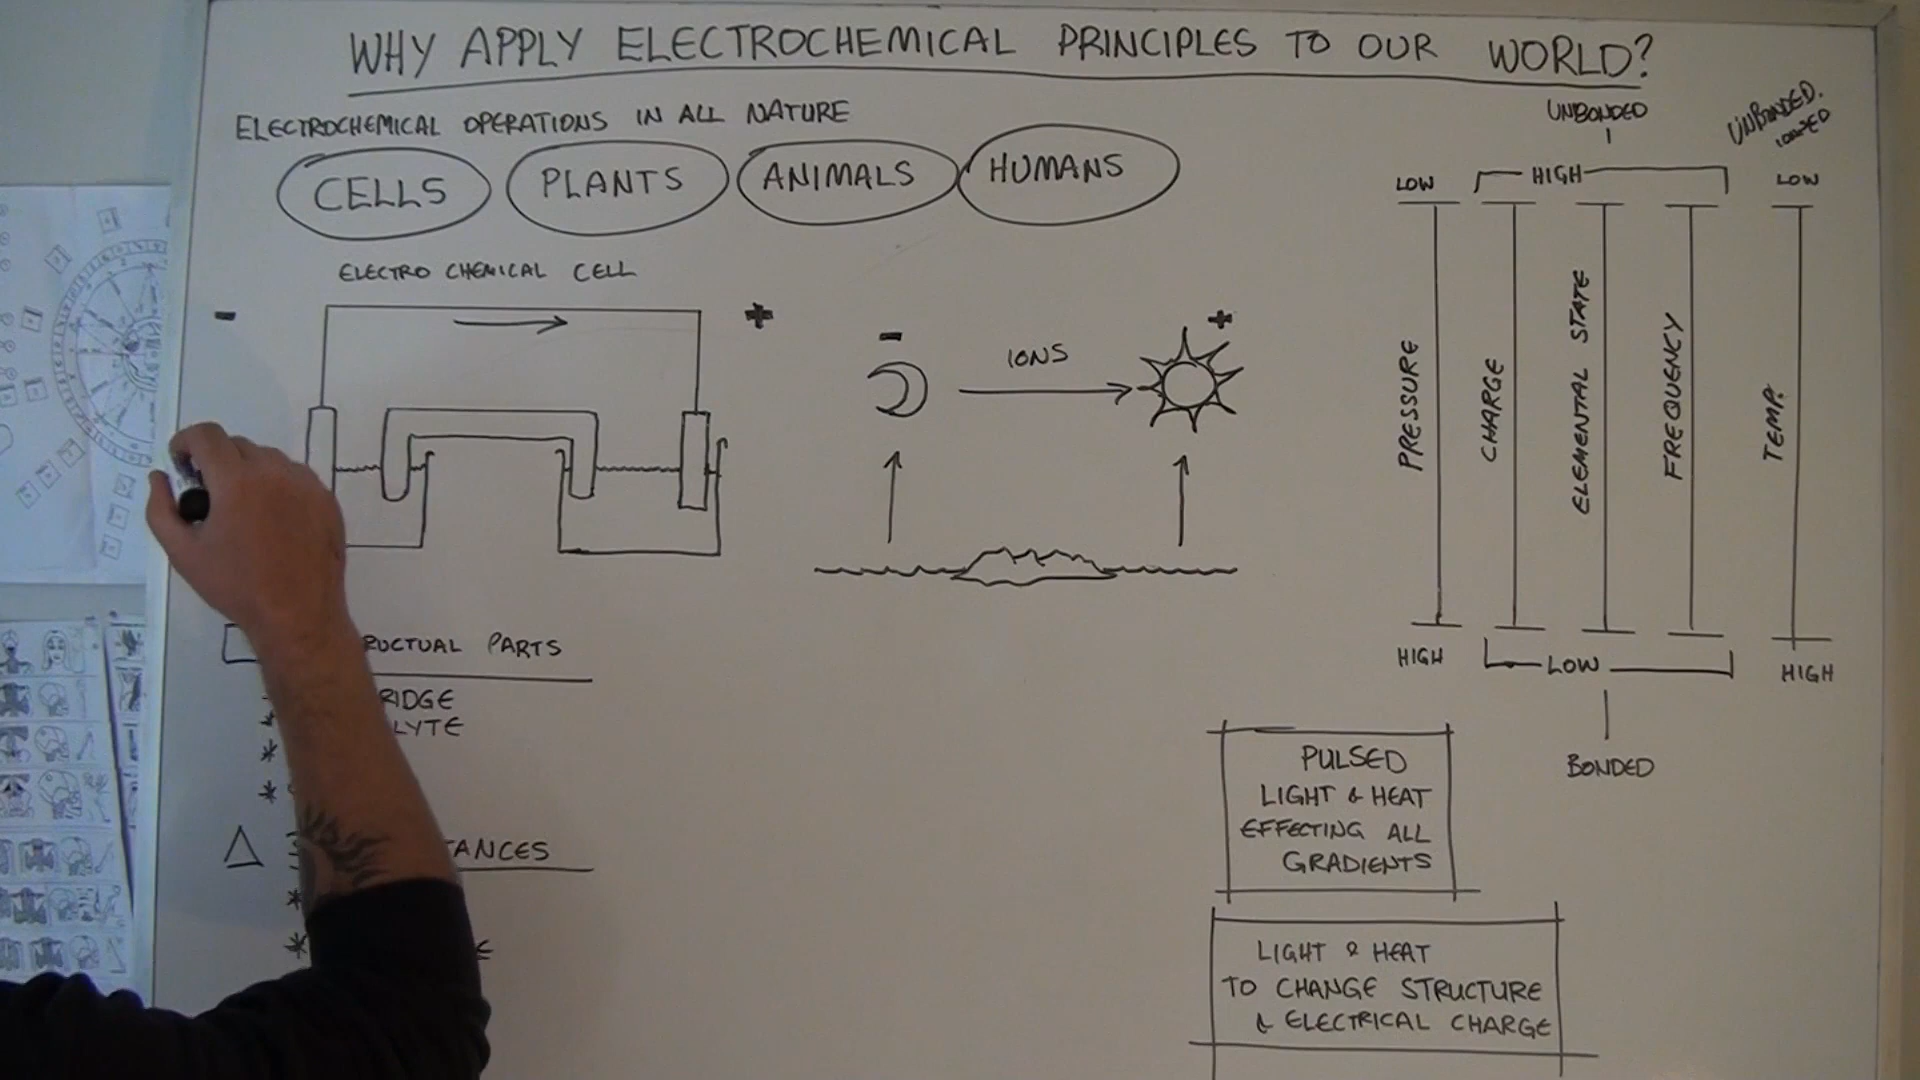 WHY APPLY ELECTROCHEMICAL PRINCIPLES TO OUR WORLD?
ELECTROCHEMICAL OPERATIONS IN ALL NATURE
CELLS PLANTS ANIMALS HUMANS
ELECTRO CHEMICAL CELL
- +
- IONS +
RUCTUAL PARTS
RIDGE
LYTE
TANCES
UNBONDED
UNBONDED.
IONISED
LOW HIGH LOW
PRESSURE
CHARGE
ELEMENTAL STATE
FREQUENCY
TEMP.
HIGH LOW HIGH
BONDED
PULSED
LIGHT & HEAT
EFFECTING ALL
GRADIENTS
LIGHT & HEAT
TO CHANGE STRUCTURE
& ELECTRICAL CHARGE